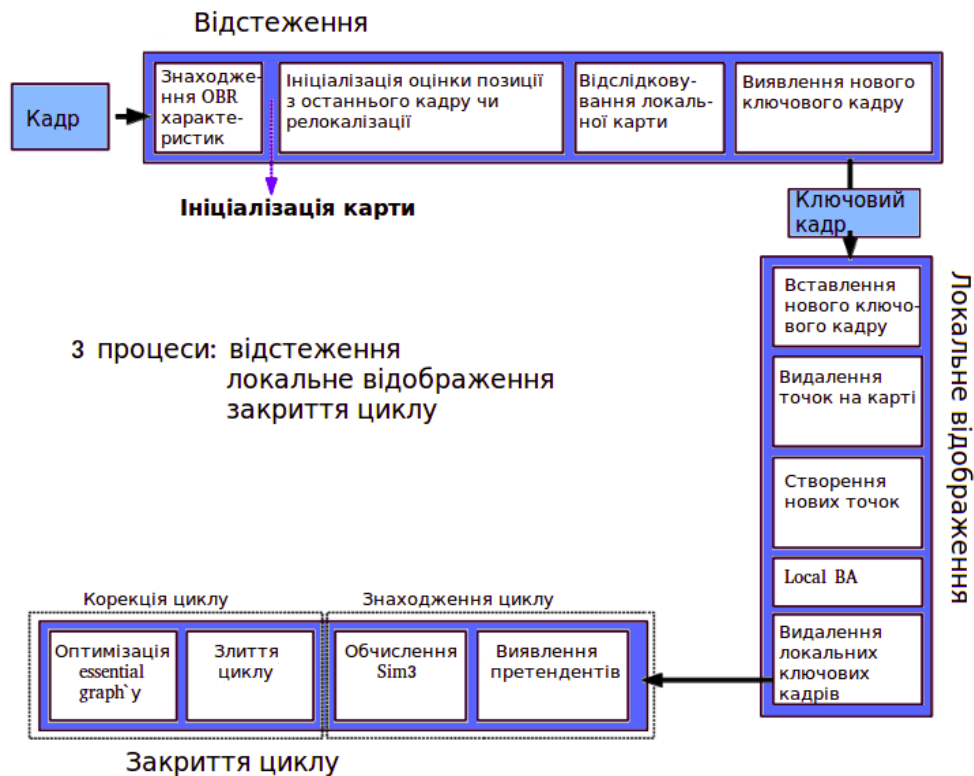 Відстеження
Кадр
Знаходже-
ння OBR
характе-
ристик
Ініціалізація оцінки позиції
з останнього кадру чи
релокалізації
Відслідкову-
вання локаль-
ної карти
Виявлення нового
ключового кадру
Ініціалізація карти
Ключовий
кадр
Локальне відображення
Вставлення
нового ключо-
вого кадру
Видалення
точок на карті
Створення
нових точок
Local BA
Видалення
локальних
ключових
кадрів
3 процеси: відстеження
локальне відображення
закриття циклу
Корекція циклу
Знаходження циклу
Оптимізація
essential
graph`у
Злиття
циклу
Обчислення
Sim3
Виявлення
претендентів
Закриття циклу